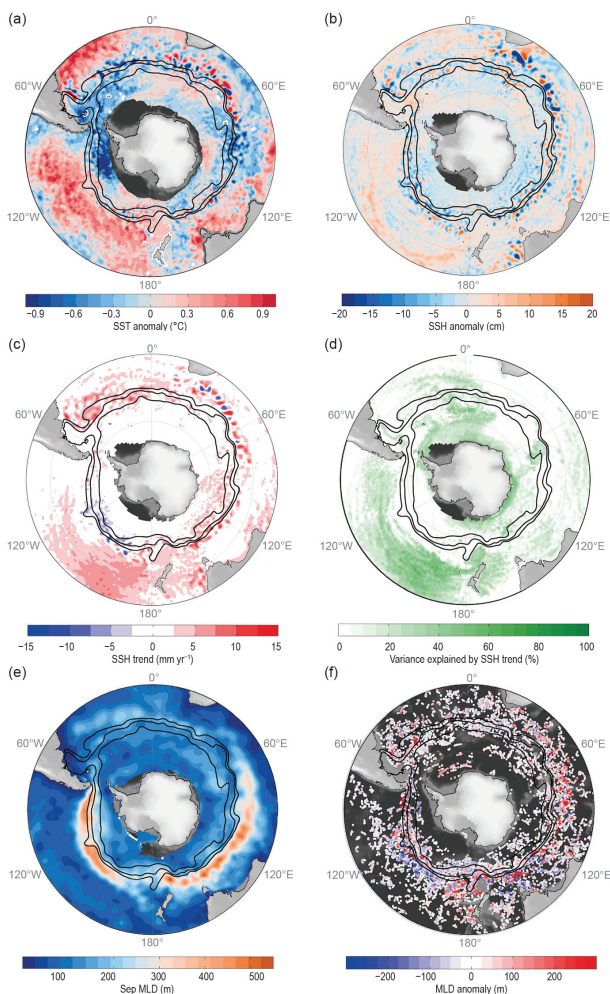 (a)
0°
60°W
60°E
120°W
120°E
180°
−0.9 −0.6 −0.3 0 0.3 0.6 0.9
SST anomaly (°C)
(b)
0°
60°W
60°E
120°W
120°E
180°
−20 −15 −10 −5 0 5 10 15 20
SSH anomaly (cm)
(c)
0°
60°W
60°E
120°W
120°E
180°
−15 −10 −5 0 5 10 15
SSH trend (mm yr⁻¹)
(d)
0°
60°W
60°E
120°W
120°E
180°
0 20 40 60 80 100
Variance explained by SSH trend (%)
(e)
0°
60°W
60°E
120°W
120°E
180°
100 200 300 400 500
Sep MLD (m)
(f)
0°
60°W
60°E
120°W
120°E
180°
−200 −100 0 100 200
MLD anomaly (m)